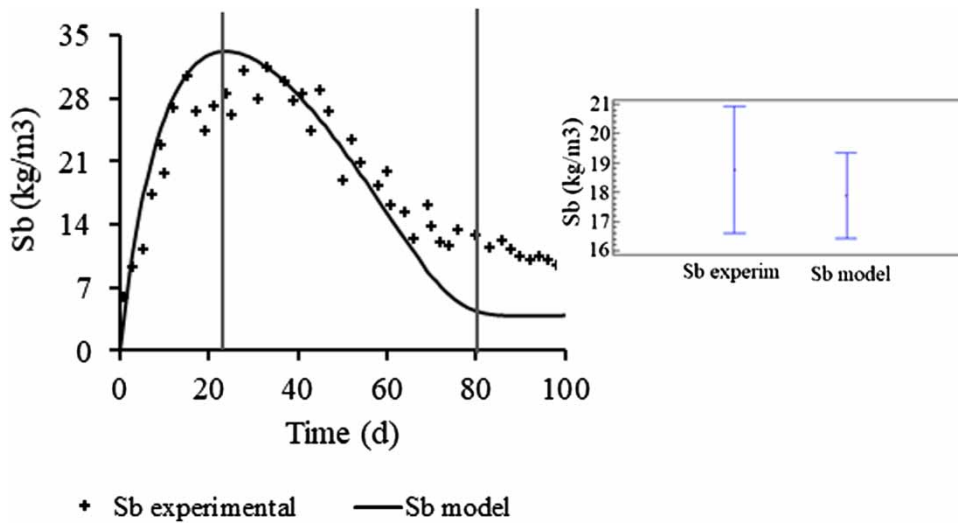 35
28
21
14
7
0
Sb (kg/m3)
0 20 40 60 80 100
Time (d)
Sb experimental Sb model
21
20
19
18
17
16
Sb (kg/m3)
Sb experim Sb model